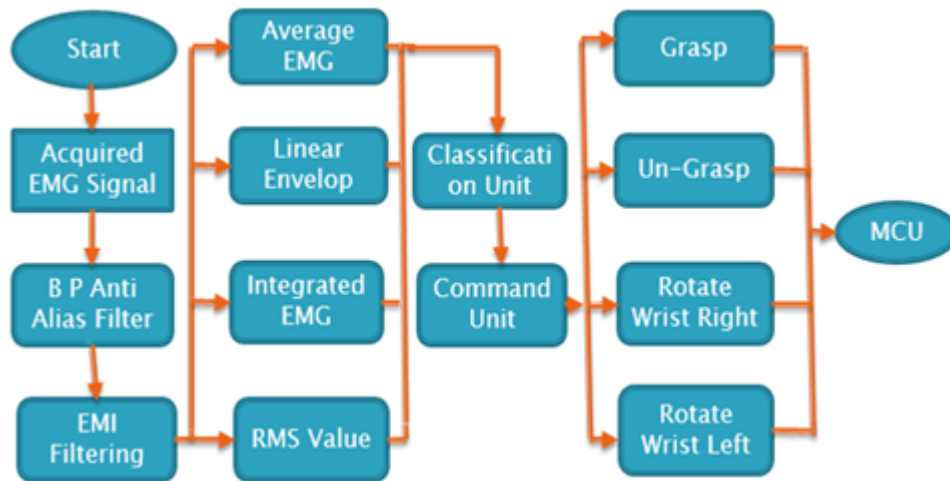 Start
Acquired
EMG Signal
B P Anti
Alias Filter
EMI
Filtering
Average
EMG
Linear
Envelop
Integrated
EMG
RMS Value
Classificati
on Unit
Command
Unit
Grasp
Un-Grasp
Rotate
Wrist Right
Rotate
Wrist Left
MCU